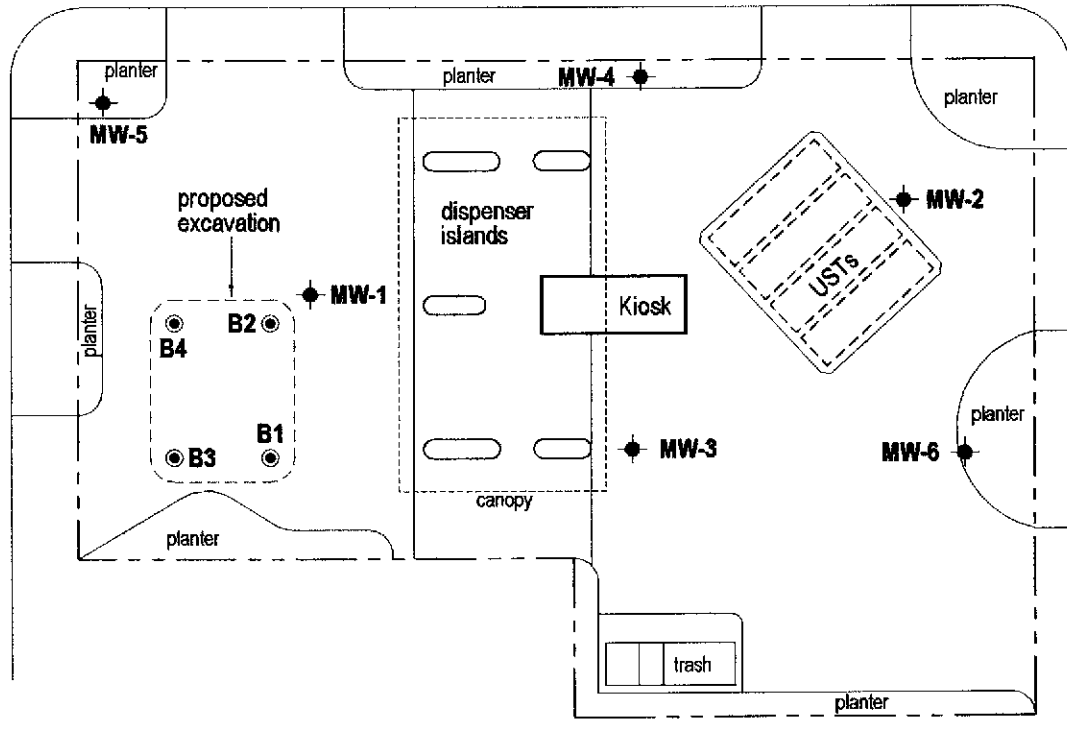 planter
planter
MW-4
planter
MW-5
proposed
excavation
dispenser
islands
MW-2
USTs
MW-1
Kiosk
planter
B4
B2
B3
B1
MW-3
MW-6
planter
canopy
planter
trash
planter